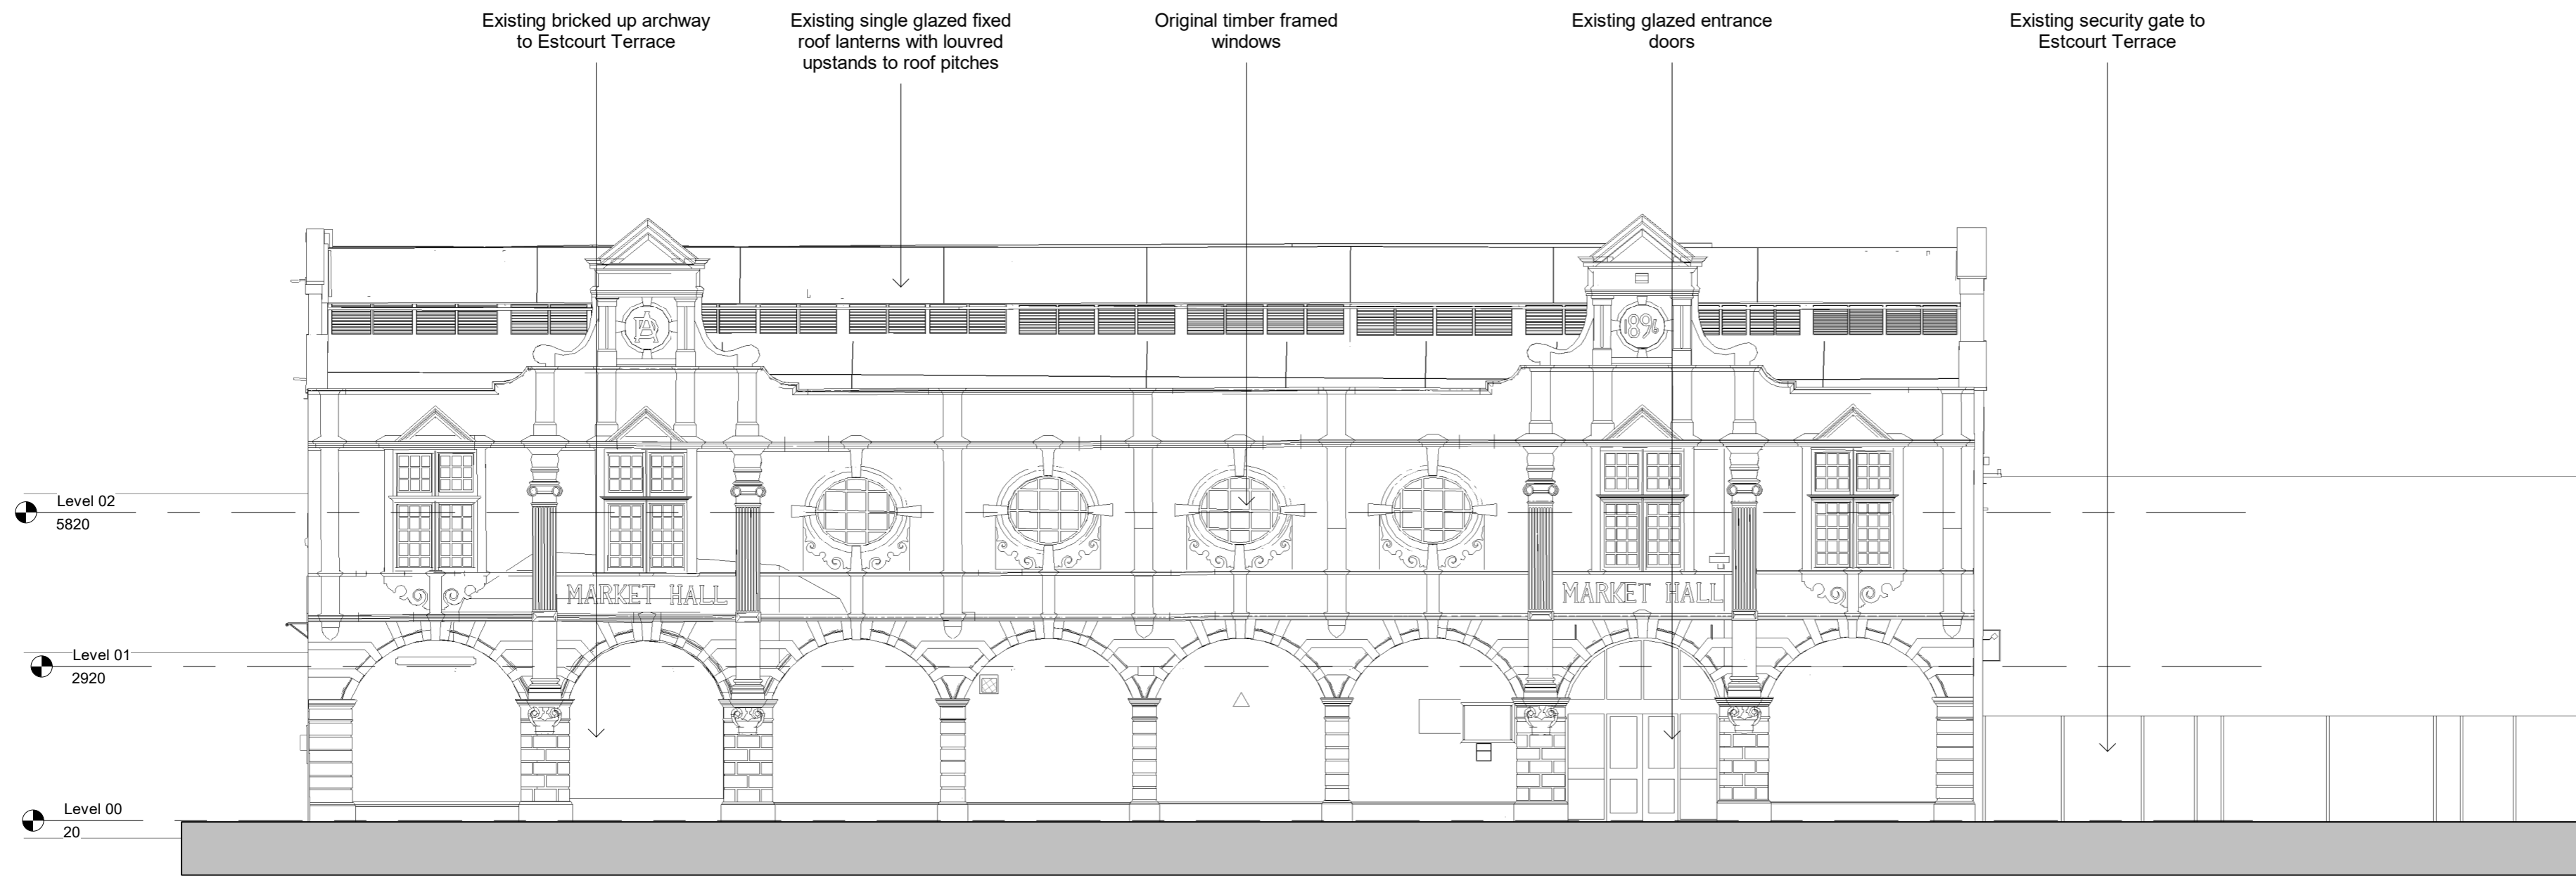 Existing bricked up archway
to Estcourt Terrace
Existing single glazed fixed
roof lanterns with louvred
upstands to roof pitches
Original timber framed
windows
Existing glazed entrance
doors
Existing security gate to
Estcourt Terrace
1896
Level 02
5820
MARKET HALL
MARKET HALL
Level 01
2920
Level 00
20